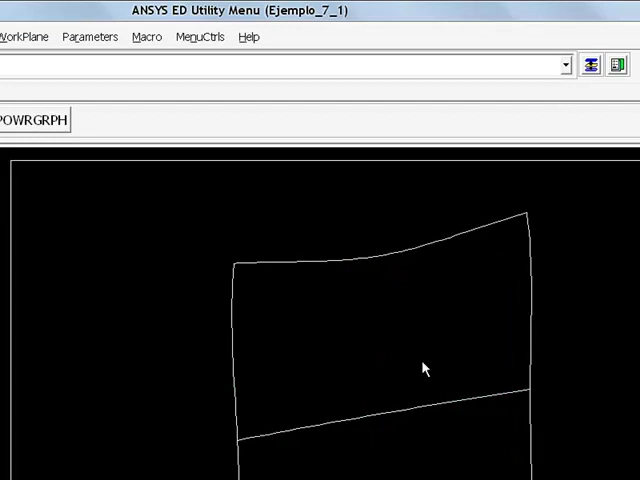 ANSYS ED Utility Menu (Ejemplo_7_1)
WorkPlane Parameters Macro MenuCtrls Help
POWRGRPH